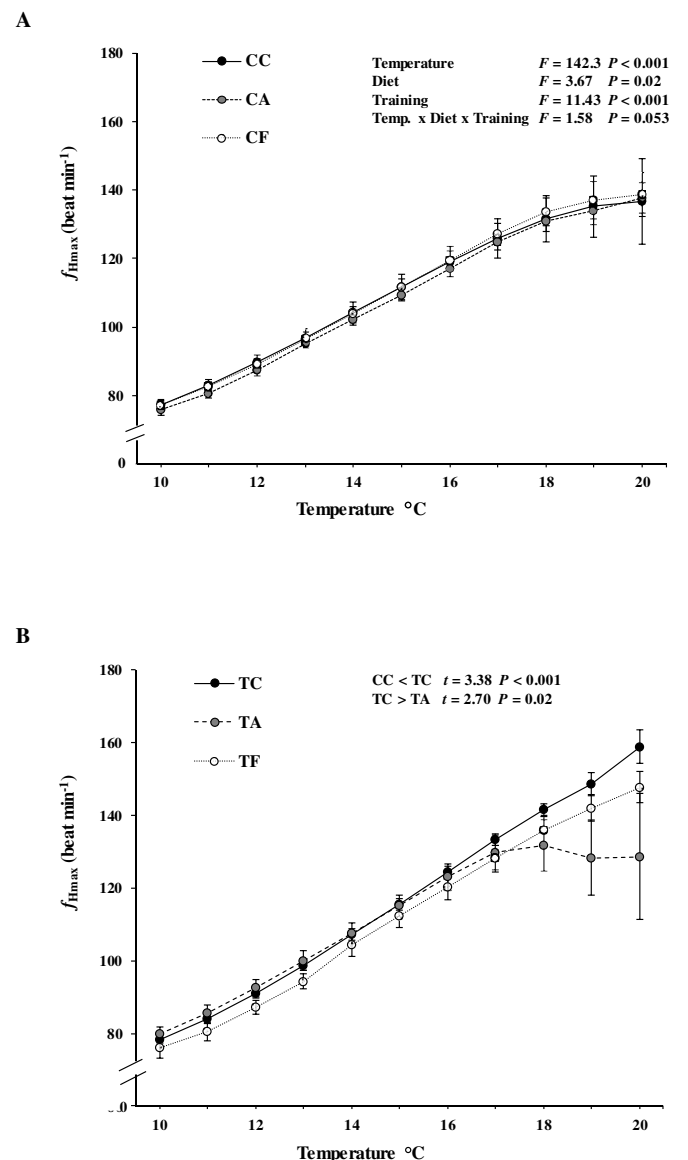 A
180
160
140
120
100
80
0
CC
CA
CF
Temperature F = 142.3 P < 0.001
Diet F = 3.67 P = 0.02
Training F = 11.43 P < 0.001
Temp. x Diet x Training F = 1.58 P = 0.053
fHmax (beat min-1)
10 12 14 16 18 20
Temperature °C
B
180
160
140
120
100
80
0
TC
TA
TF
CC < TC t = 3.38 P < 0.001
TC > TA t = 2.70 P = 0.02
fHmax (beat min-1)
10 12 14 16 18 20
Temperature °C